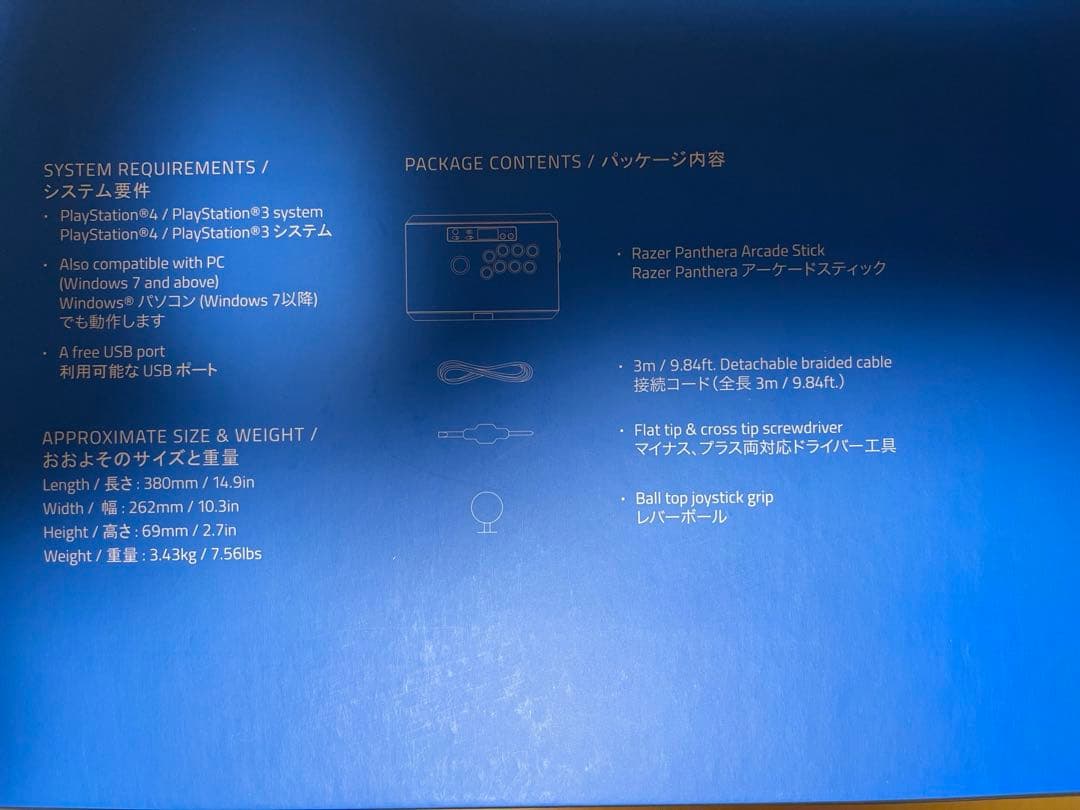 SYSTEM REQUIREMENTS /
システム要件
・ PlayStation®4 / PlayStation®3 system
PlayStation®4 / PlayStation®3 システム
・ Also compatible with PC
(Windows 7 and above)
Windows® パソコン (Windows 7以降)
でも動作します
・ A free USB port
利用可能な USB ポート
APPROXIMATE SIZE & WEIGHT /
おおよそのサイズと重量
Length / 長さ : 380mm / 14.9in
Width / 幅 : 262mm / 10.3in
Height / 高さ : 69mm / 2.7in
Weight / 重量 : 3.43kg / 7.56lbs
PACKAGE CONTENTS / パッケージ内容
・ Razer Panthera Arcade Stick
Razer Panthera アーケードスティック
・ 3m / 9.84ft. Detachable braided cable
接続コード（全長 3m / 9.84ft.）
・ Flat tip & cross tip screwdriver
マイナス、プラス両対応ドライバー工具
・ Ball top joystick grip
レバーボール